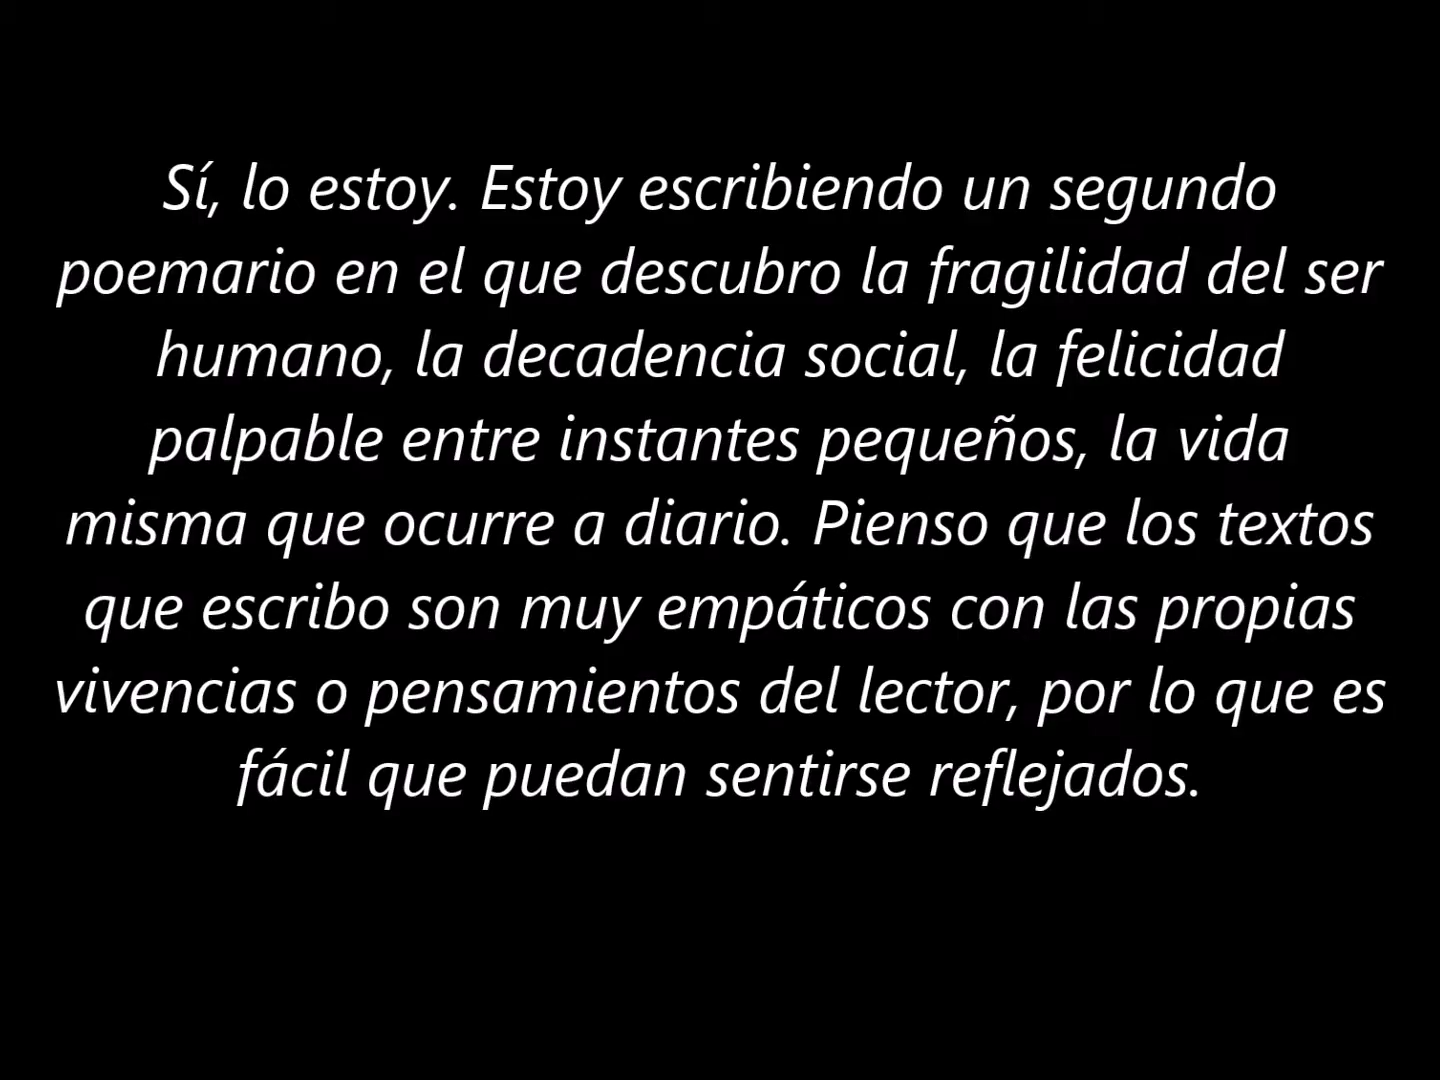 Sí, lo estoy. Estoy escribiendo un segundo
poemario en el que descubro la fragilidad del ser
humano, la decadencia social, la felicidad
palpable entre instantes pequeños, la vida
misma que ocurre a diario. Pienso que los textos
que escribo son muy empáticos con las propias
vivencias o pensamientos del lector, por lo que es
fácil que puedan sentirse reflejados.